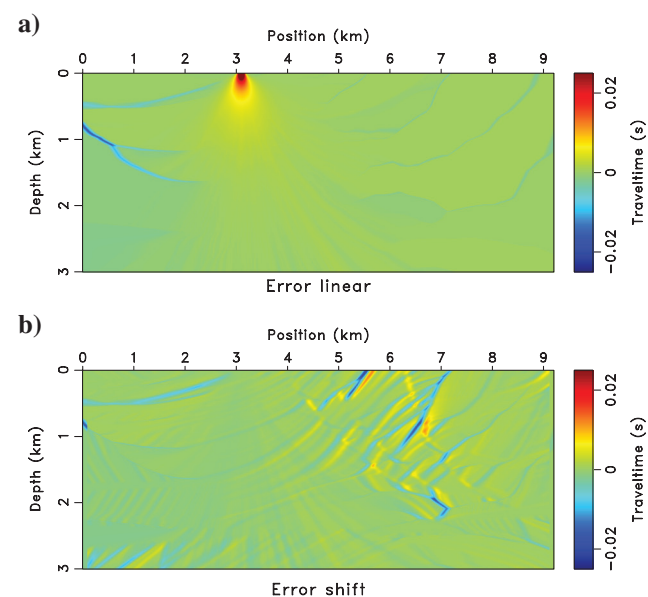 a)
Position (km)
0 1 2 3 4 5 6 7 8 9
0
1
2
3
Depth (km)
0.02
0
−0.02
Traveltime (s)
Error linear
b)
Position (km)
0 1 2 3 4 5 6 7 8 9
0
1
2
3
Depth (km)
0.02
0
−0.02
Traveltime (s)
Error shift